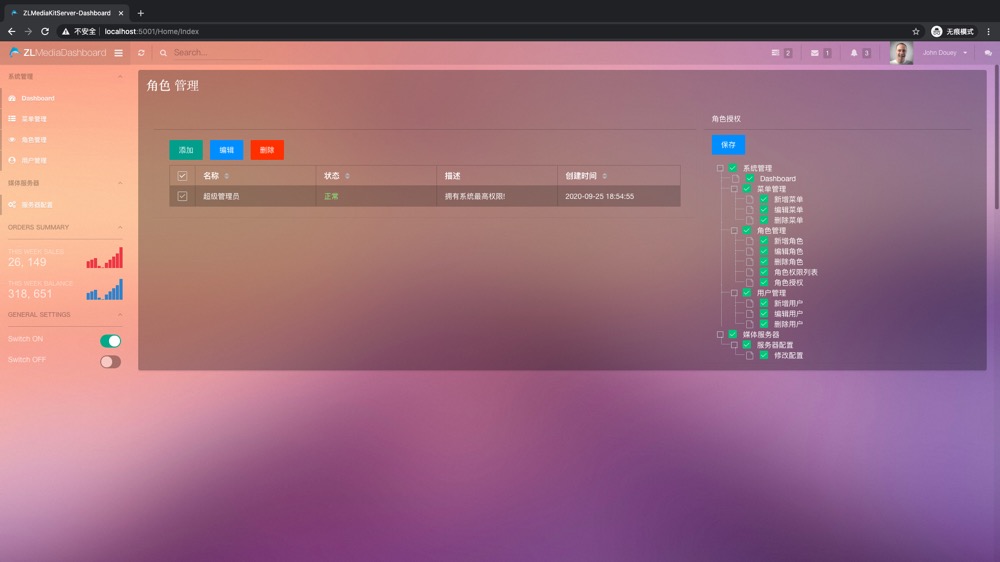 ZLMediaKitServer-Dashboard
不安全 | localhost:5001/Home/Index
无痕模式
ZLMediaDashboard
Search...
2
1
3
John Douey
系统管理
Dashboard
菜单管理
角色管理
用户管理
媒体服务器
服务器配置
ORDERS SUMMARY
THIS WEEK SALES
26, 149
THIS WEEK BALANCE
318, 651
GENERAL SETTINGS
Switch ON
Switch OFF
角色 管理
添加
编辑
删除
名称 状态 描述 创建时间
超级管理员 正常 拥有系统最高权限! 2020-09-25 18:54:55
角色授权
保存
系统管理
Dashboard
菜单管理
新增菜单
编辑菜单
删除菜单
角色管理
新增角色
编辑角色
删除角色
角色权限列表
角色授权
用户管理
新增用户
编辑用户
删除用户
媒体服务器
服务器配置
修改配置